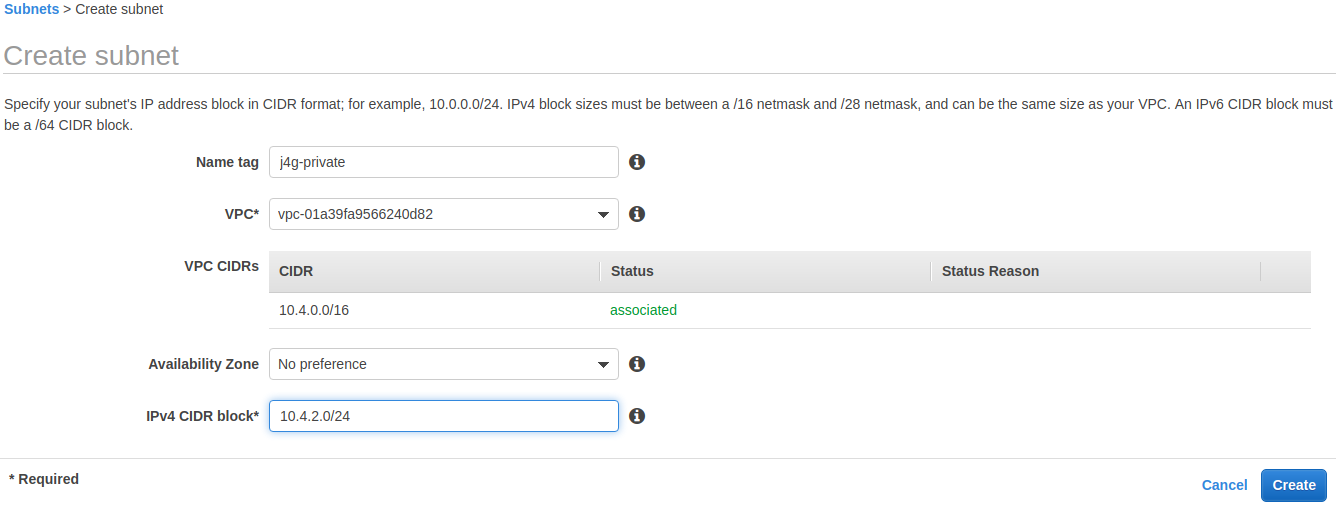 Subnets > Create subnet
Create subnet
Specify your subnet's IP address block in CIDR format; for example, 10.0.0.0/24. IPv4 block sizes must be between a /16 netmask and /28 netmask, and can be the same size as your VPC. An IPv6 CIDR block must
be a /64 CIDR block.
Name tag j4g-private
VPC* vpc-01a39fa9566240d82
VPC CIDRs CIDR Status Status Reason
10.4.0.0/16 associated
Availability Zone No preference
IPv4 CIDR block* 10.4.2.0/24
* Required
Cancel Create